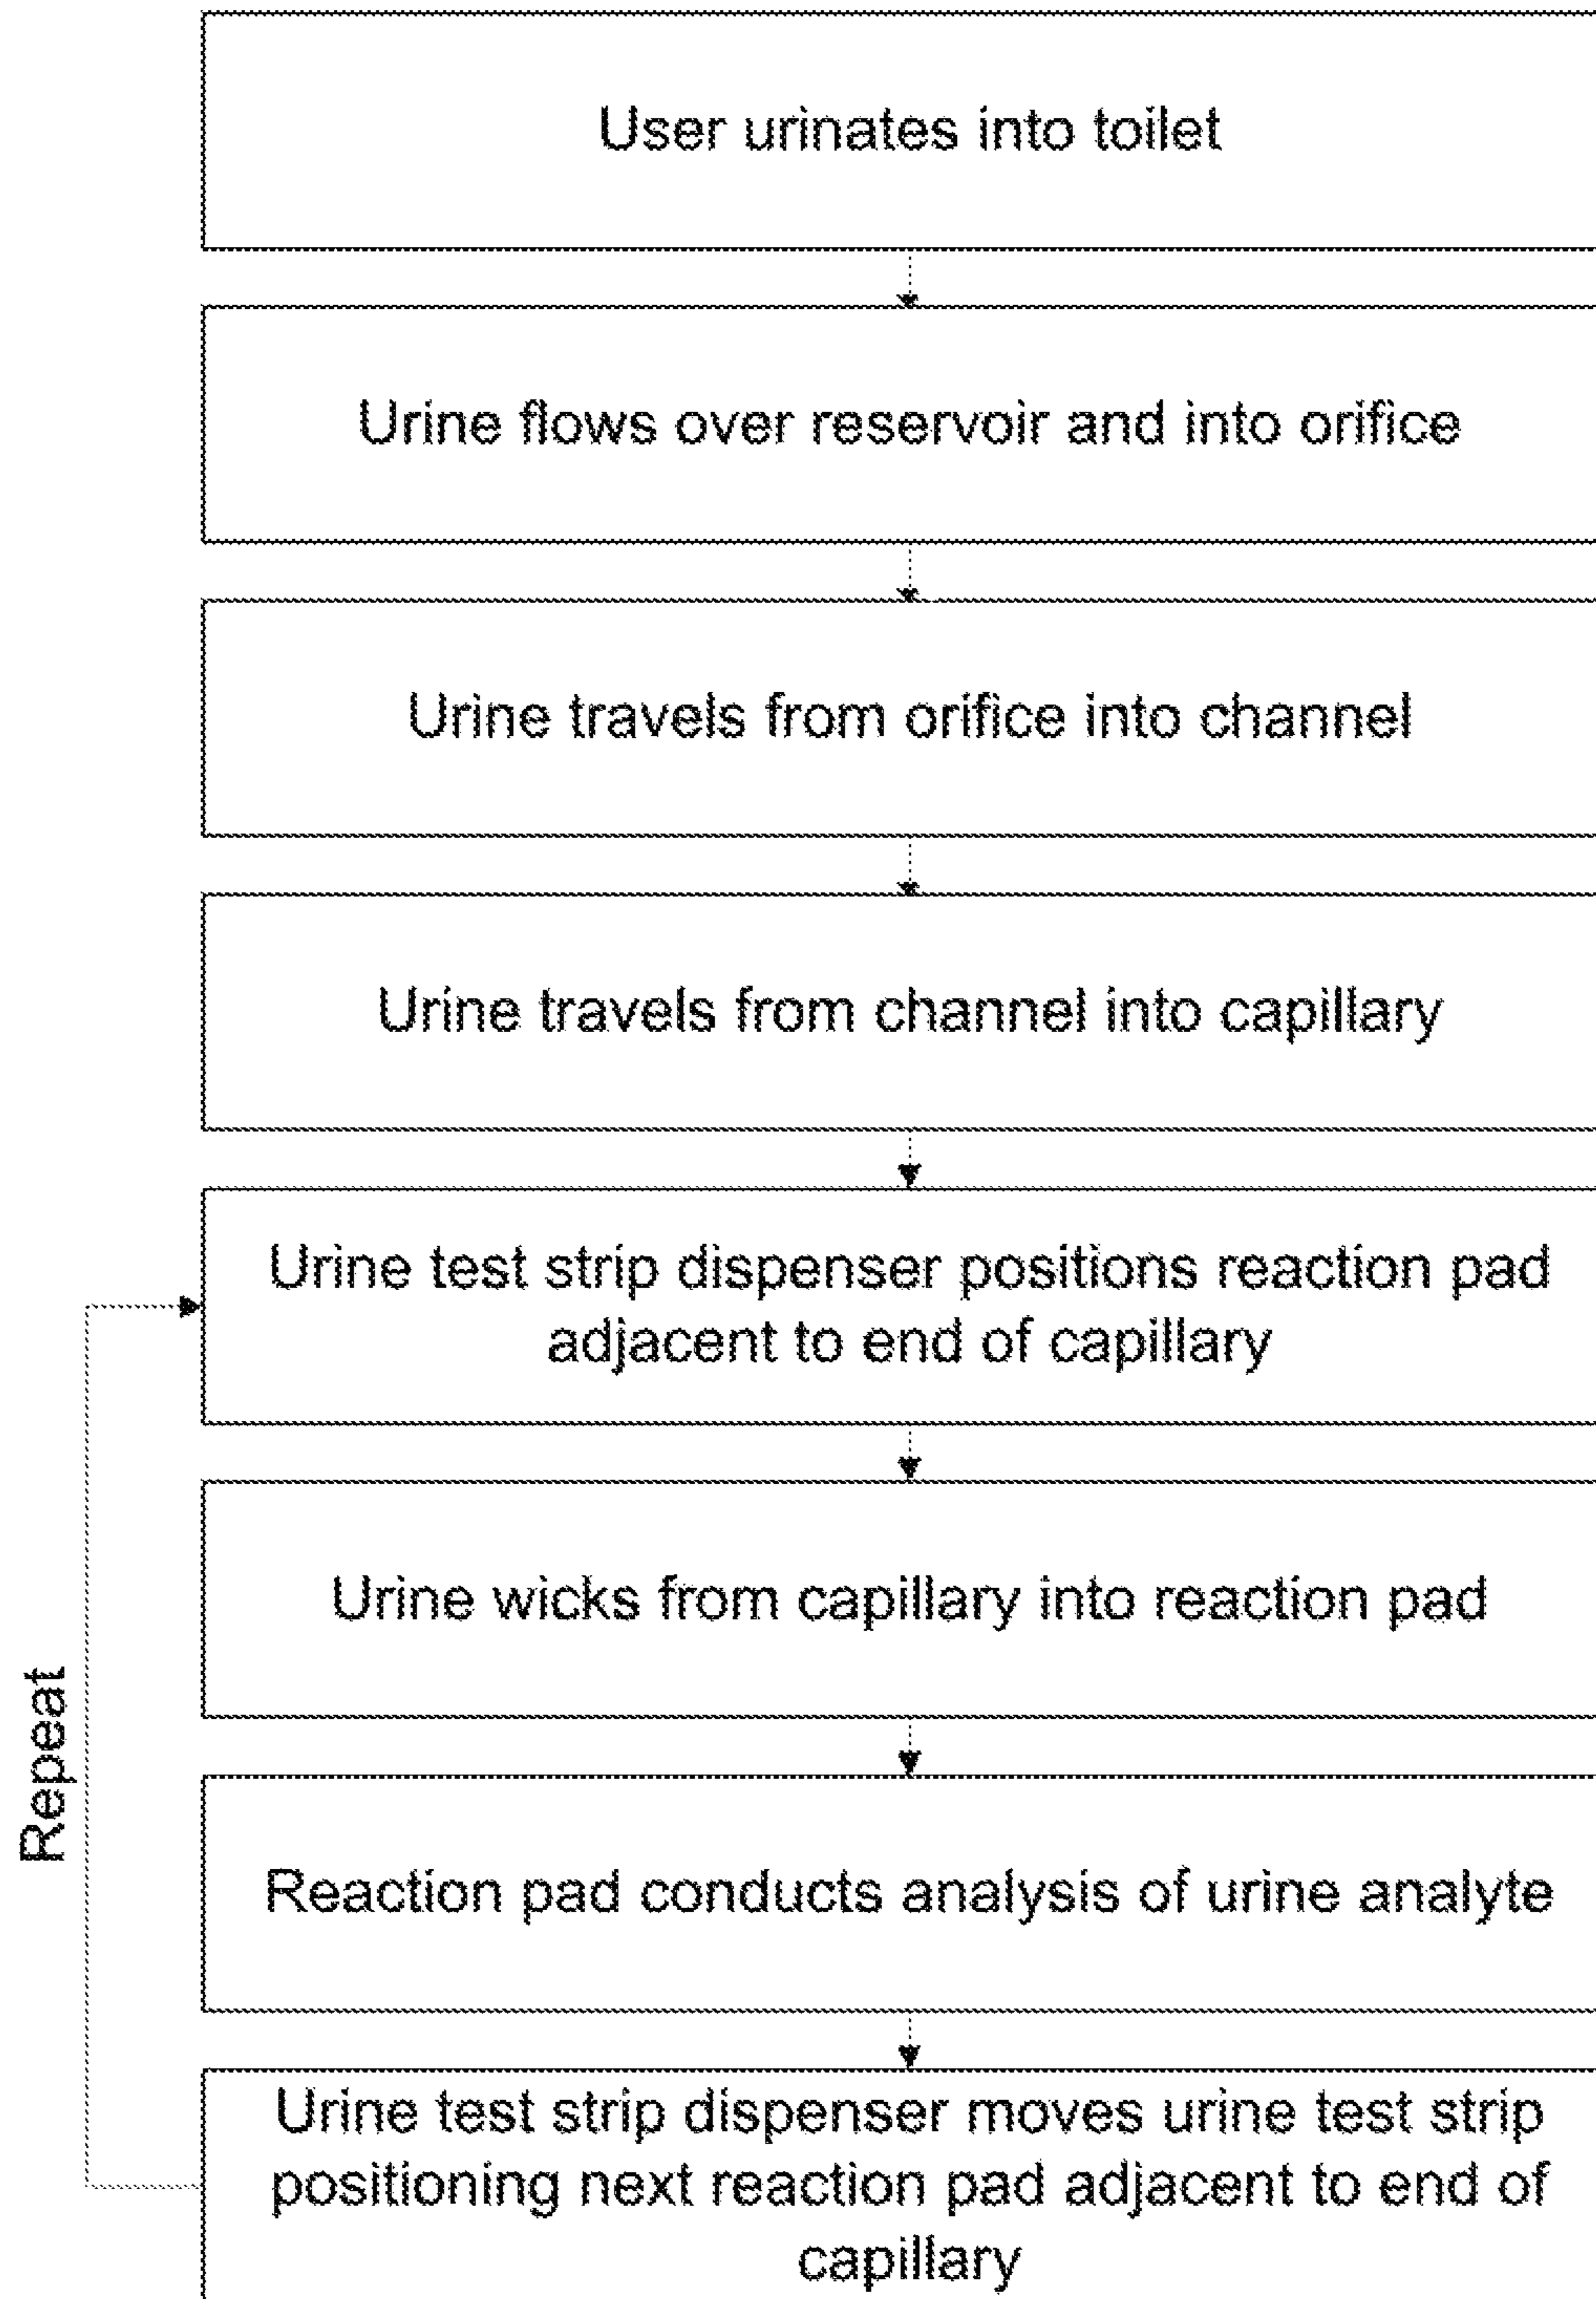 User urinates into toilet
Urine flows over reservoir and into orifice
Urine travels from orifice into channel
Urine travels from channel into capillary
Urine test strip dispenser positions reaction pad
adjacent to end of capillary
Urine wicks from capillary into reaction pad
Repeat
Reaction pad conducts analysis of urine analyte
Urine test strip dispenser moves urine test strip
positioning next reaction pad adjacent to end of
capillary